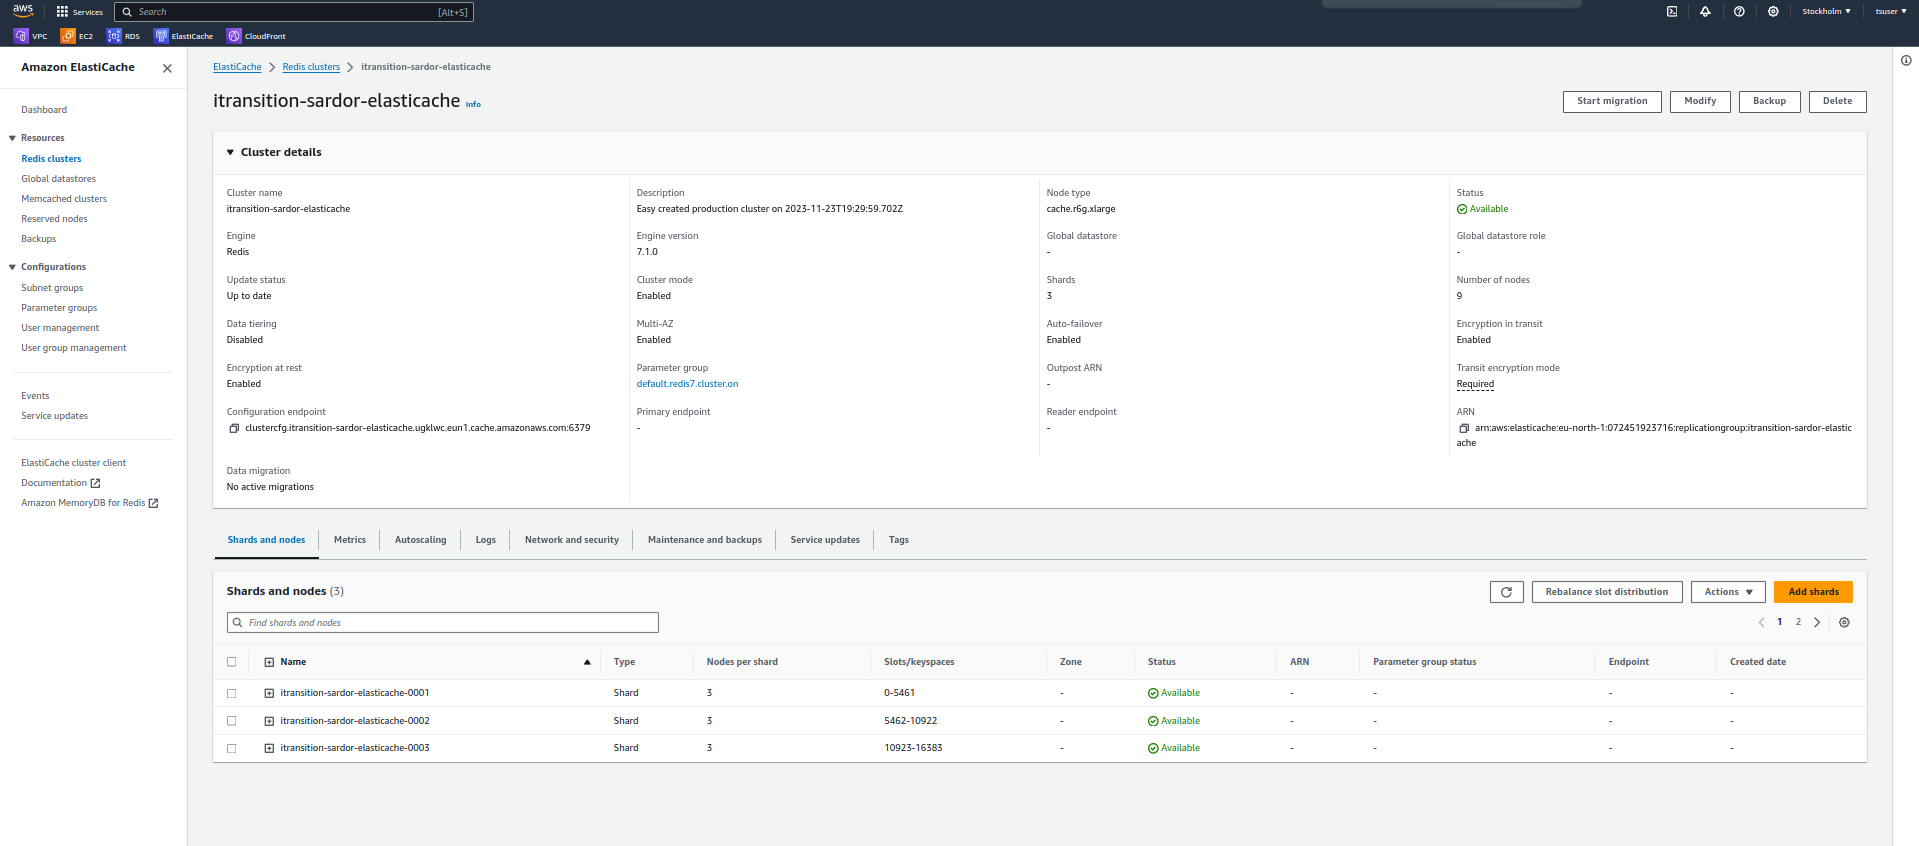 aws
Services
Search
[Alt+S]
Stockholm
tsuser
VPC
EC2
RDS
ElastiCache
CloudFront
Amazon ElastiCache
Dashboard
Resources
Redis clusters
Global datastores
Memcached clusters
Reserved nodes
Backups
Configurations
Subnet groups
Parameter groups
User management
User group management
Events
Service updates
ElastiCache cluster client
Documentation
Amazon MemoryDB for Redis
ElastiCache
Redis clusters
itransition-sardor-elasticache
itransition-sardor-elasticache Info
Start migration
Modify
Backup
Delete
Cluster details
Cluster name
itransition-sardor-elasticache
Description
Easy created production cluster on 2023-11-23T19:29:59.702Z
Node type
cache.r6g.xlarge
Status
Available
Engine
Redis
Engine version
7.1.0
Global datastore
-
Global datastore role
-
Update status
Up to date
Cluster mode
Enabled
Shards
3
Number of nodes
9
Data tiering
Disabled
Multi-AZ
Enabled
Auto-failover
Enabled
Encryption in transit
Enabled
Encryption at rest
Enabled
Parameter group
default.redis7.cluster.on
Outpost ARN
-
Transit encryption mode
Required
Configuration endpoint
clustercfg.itransition-sardor-elasticache.ugklwc.eun1.cache.amazonaws.com:6379
Primary endpoint
-
Reader endpoint
-
ARN
arn:aws:elasticache:eu-north-1:072451923716:replicationgroup:itransition-sardor-elastic
ache
Data migration
No active migrations
Shards and nodes
Metrics
Autoscaling
Logs
Network and security
Maintenance and backups
Service updates
Tags
Shards and nodes (3)
Rebalance slot distribution
Actions
Add shards
Find shards and nodes
1 2
Name Type Nodes per shard Slots/keyspaces Zone Status ARN Parameter group status Endpoint Created date
itransition-sardor-elasticache-0001 Shard 3 0-5461 - Available - - - -
itransition-sardor-elasticache-0002 Shard 3 5462-10922 - Available - - - -
itransition-sardor-elasticache-0003 Shard 3 10923-16383 - Available - - - -